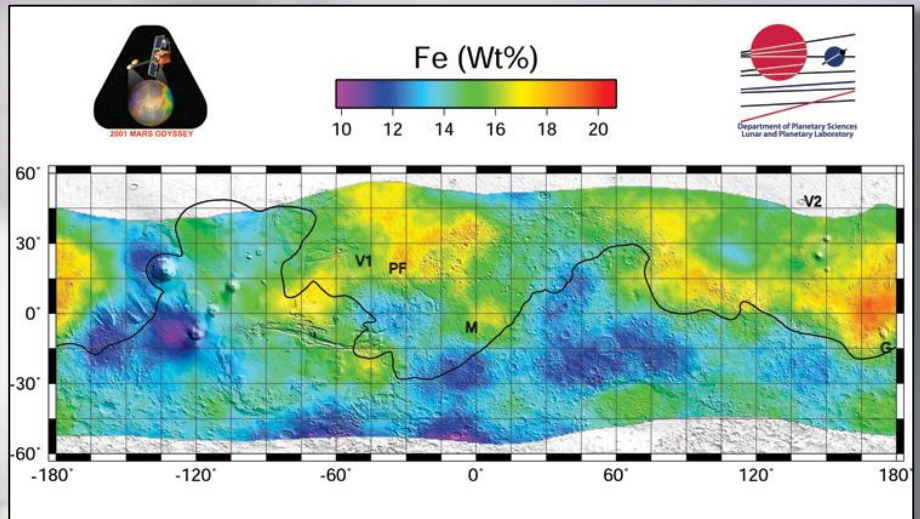 Fe (Wt%)
10 12 14 16 18 20
2001 MARS ODYSSEY
Department of Planetary Sciences
Lunar and Planetary Laboratory
60°
V2
30°
V1
PF
0°
M
G
-30°
-60°
-180 -120 -60 0° 60° 120° 180°